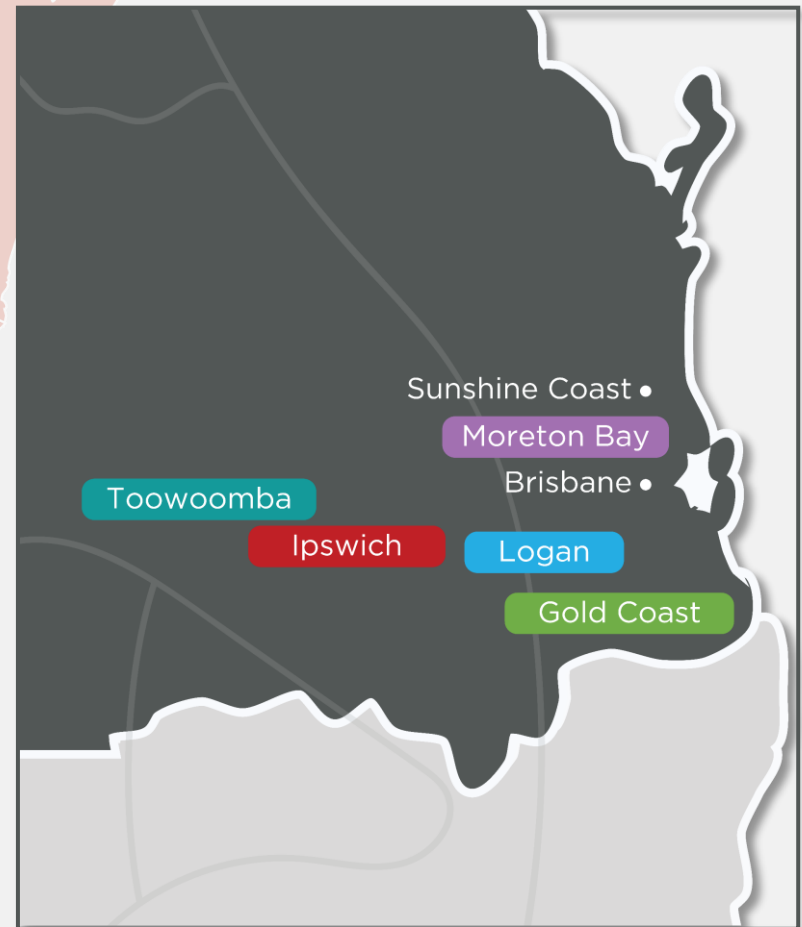 Sunshine Coast
Moreton Bay
Brisbane
Toowoomba
Ipswich
Logan
Gold Coast